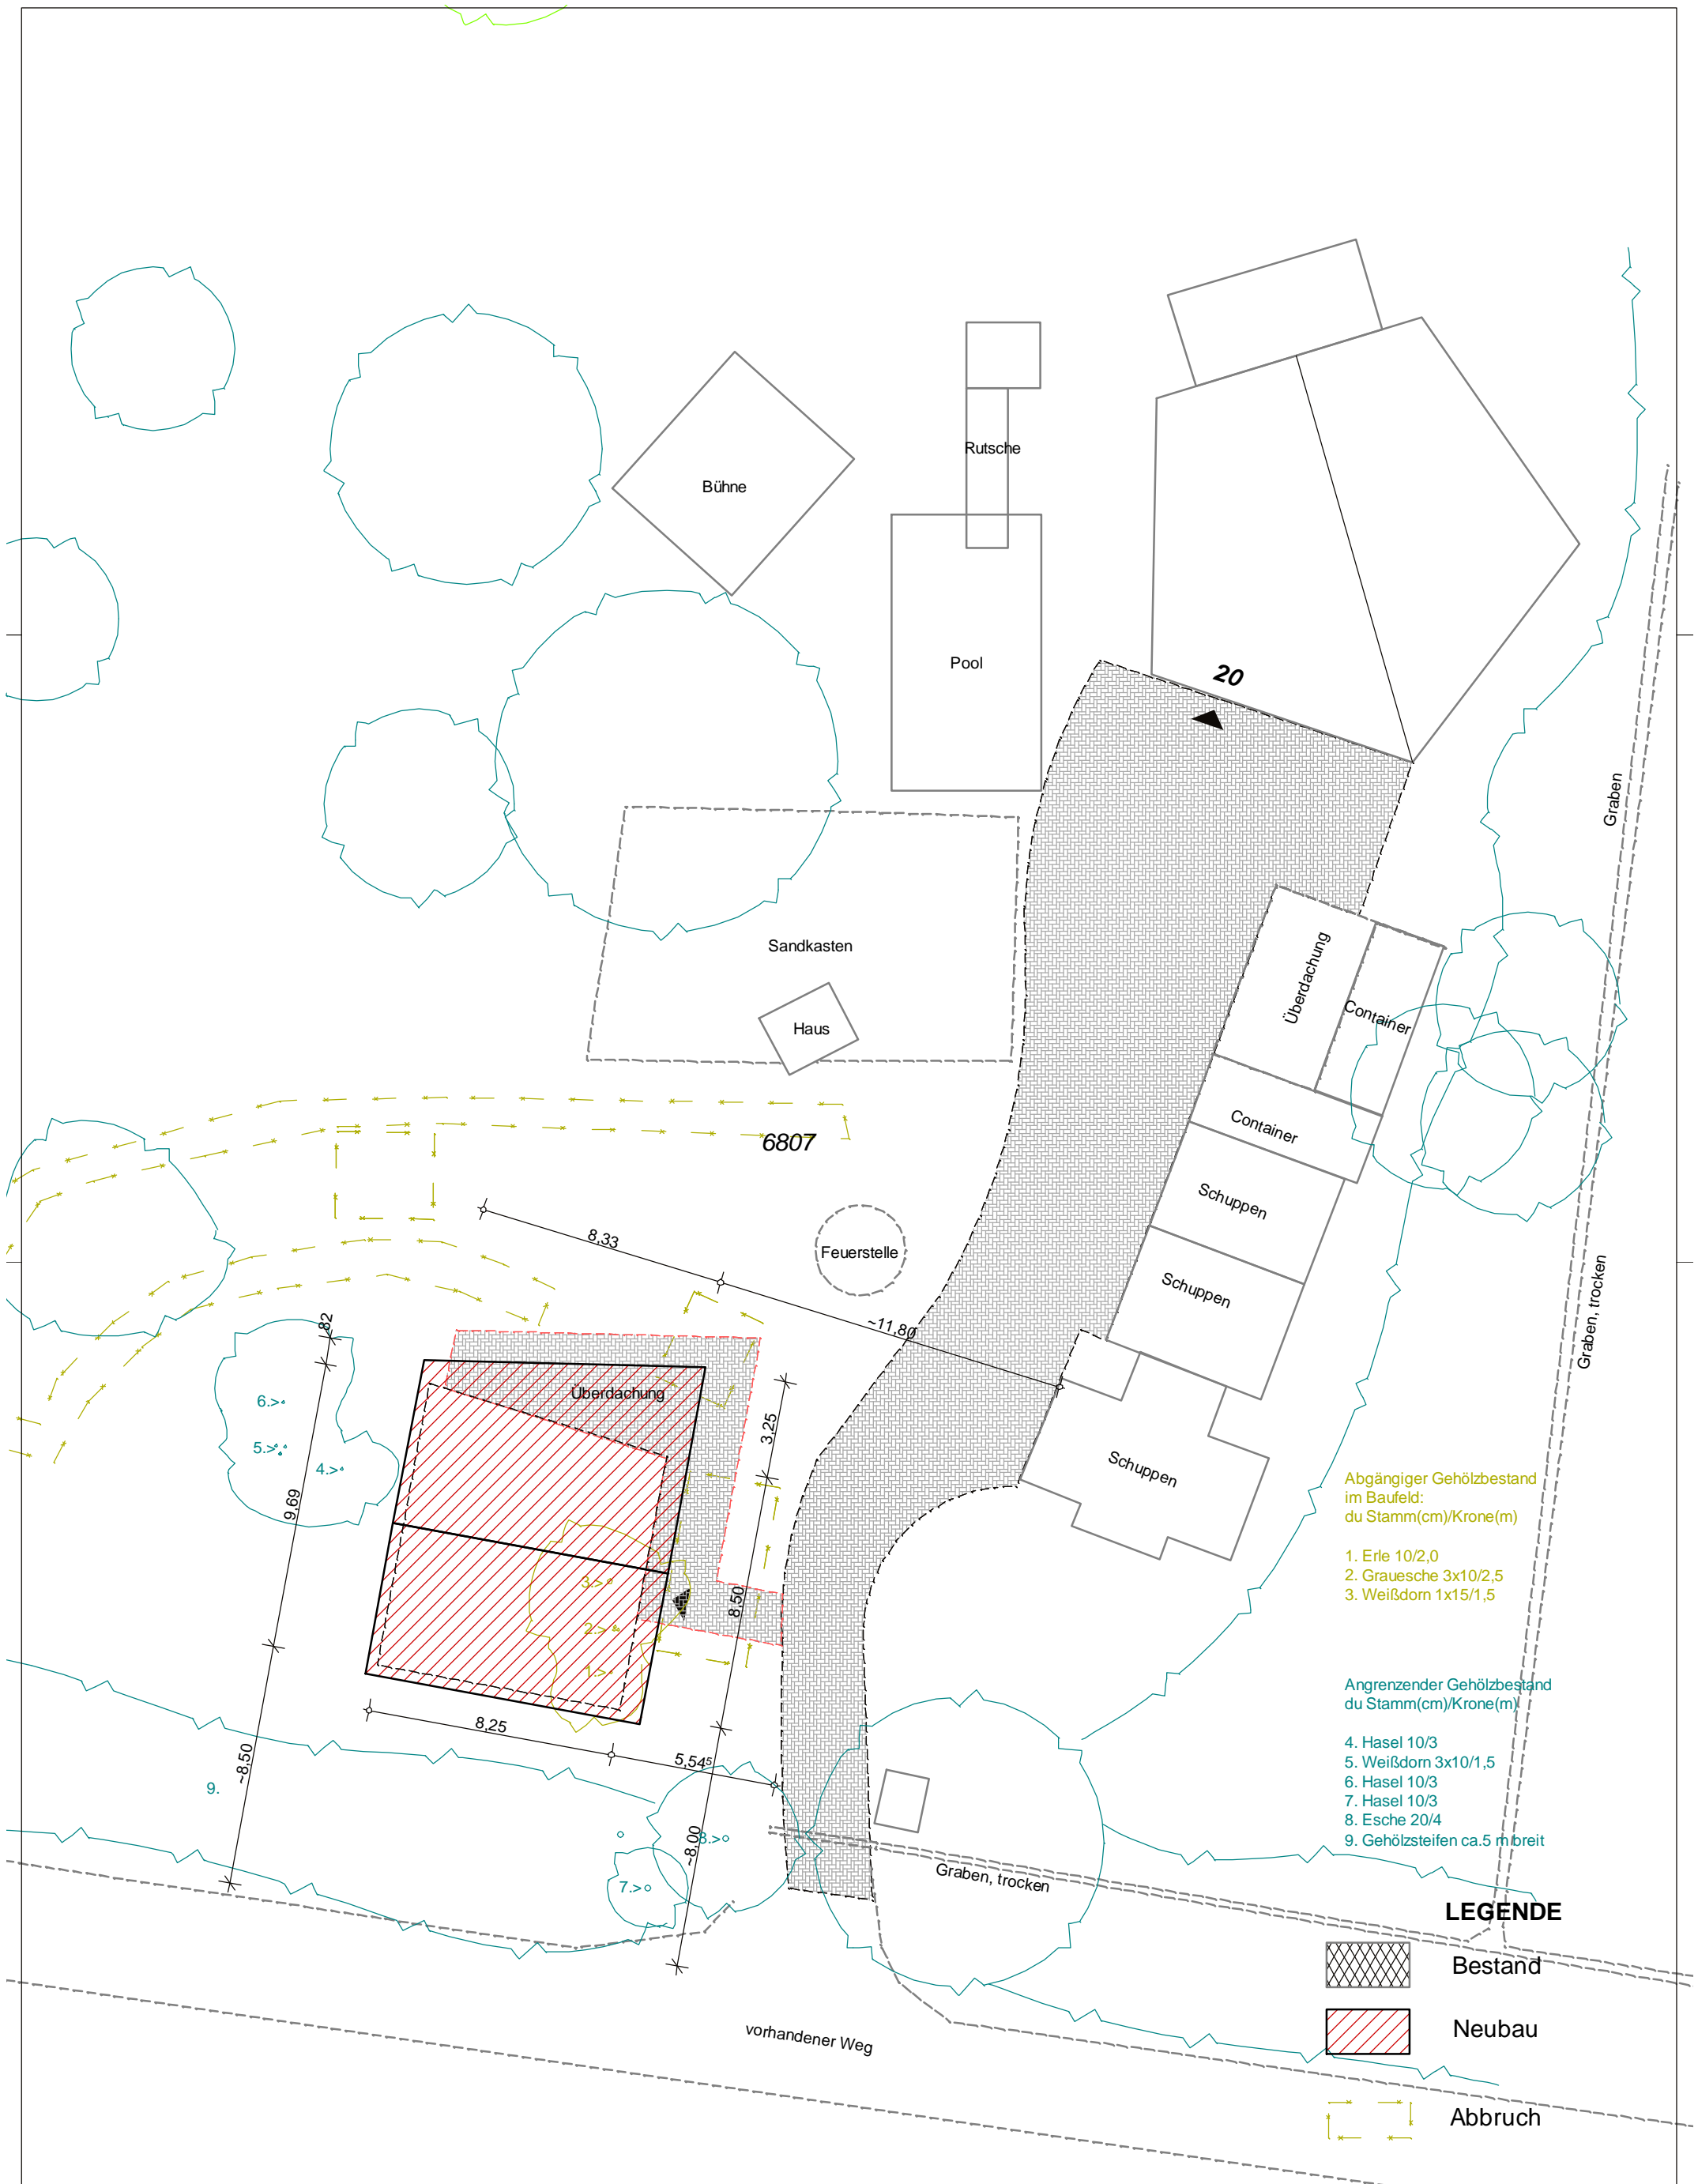 Rutsche
Bühne
Pool
20
Graben
Sandkasten
Überdachung
Container
Haus
Container
6807
Schuppen
Feuerstelle
8,33
Schuppen
Graben, trocken
~11,80
82
Überdachung
6.>
5.>
4.>
3,25
Schuppen
9,69
Abgängiger Gehölzbestand
im Baufeld:
du Stamm(cm)/Krone(m)
1. Erle 10/2,0
2. Grauesche 3x10/2,5
3. Weißdorn 1x15/1,5
3.>
8,50
2.>
1.>
Angrenzender Gehölzbestand
du Stamm(cm)/Krone(m)
4. Hasel 10/3
5. Weißdorn 3x10/1,5
6. Hasel 10/3
7. Hasel 10/3
8. Esche 20/4
9. Gehölzsteifen ca.5 m breit
8,25
5,54⁵
~8,50
9.
8.>
~8,00
7.>
Graben, trocken
LEGENDE
Bestand
Neubau
Abbruch
vorhandener Weg